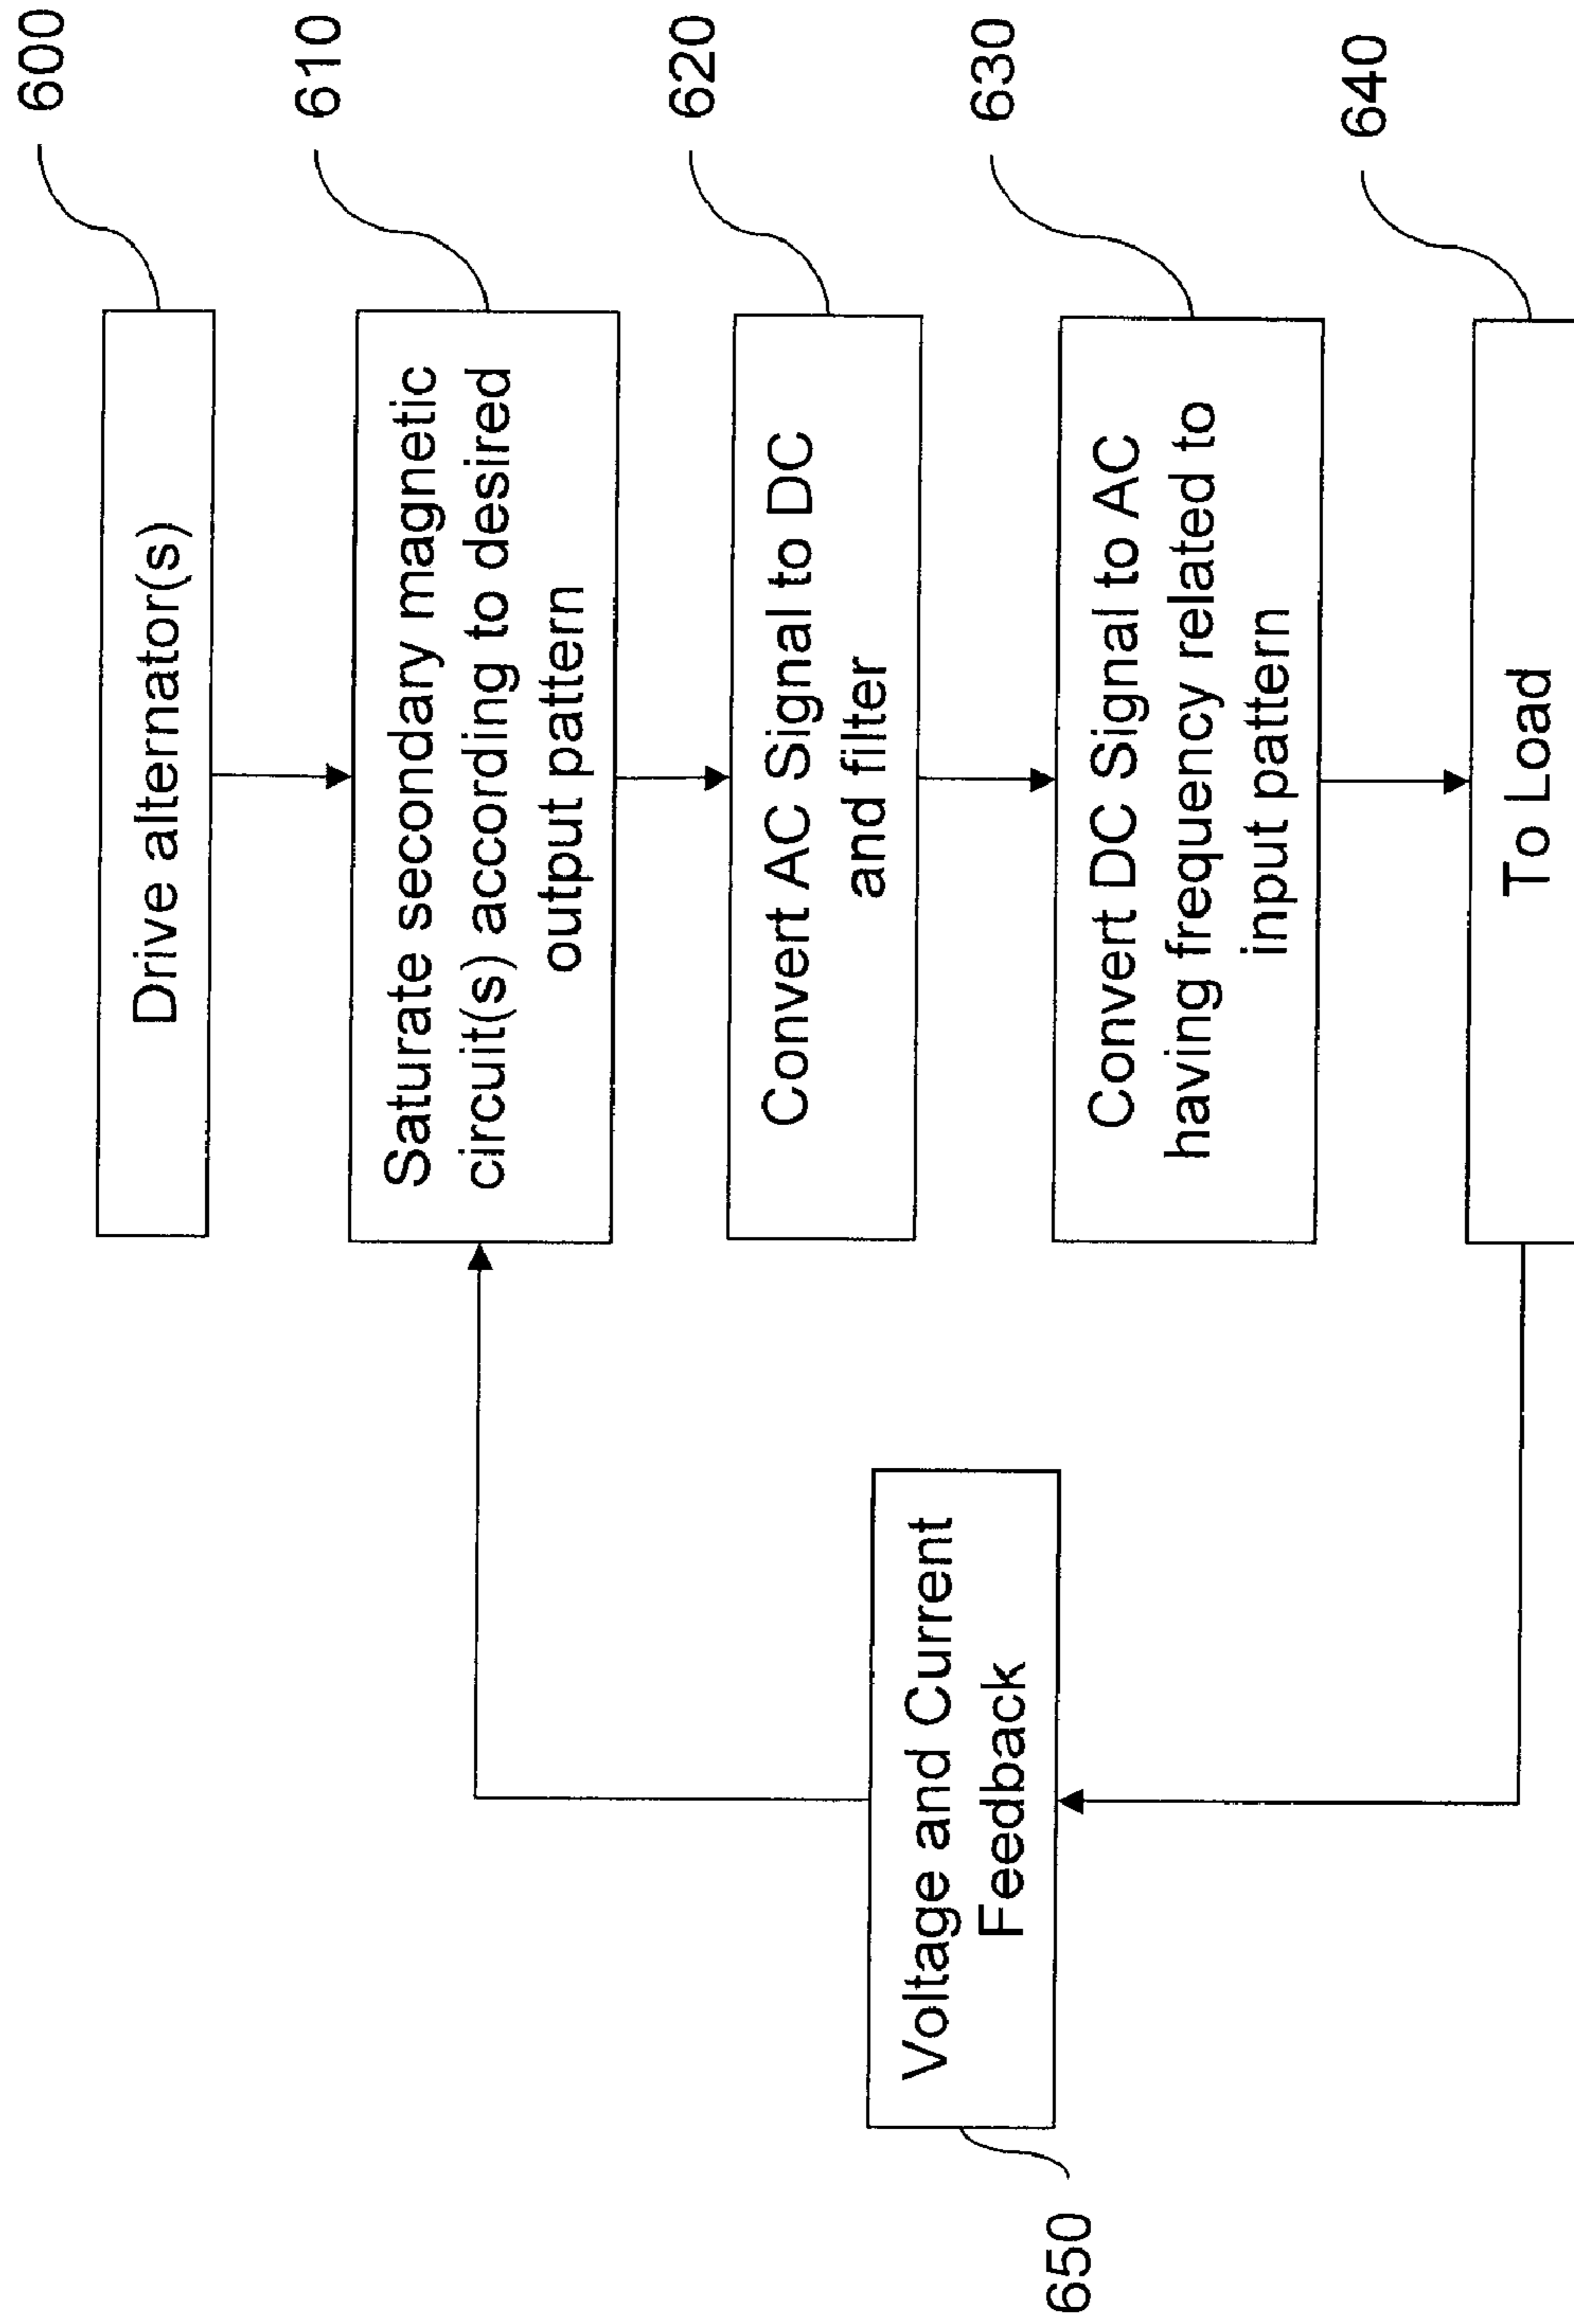 600
Drive alternator(s)
610
Saturate secondary magnetic
circuit(s) according to desired
output pattern
620
Convert AC Signal to DC
and filter
630
Convert DC Signal to AC
having frequency related to
input pattern
640
To Load
Voltage and Current
Feedback
650